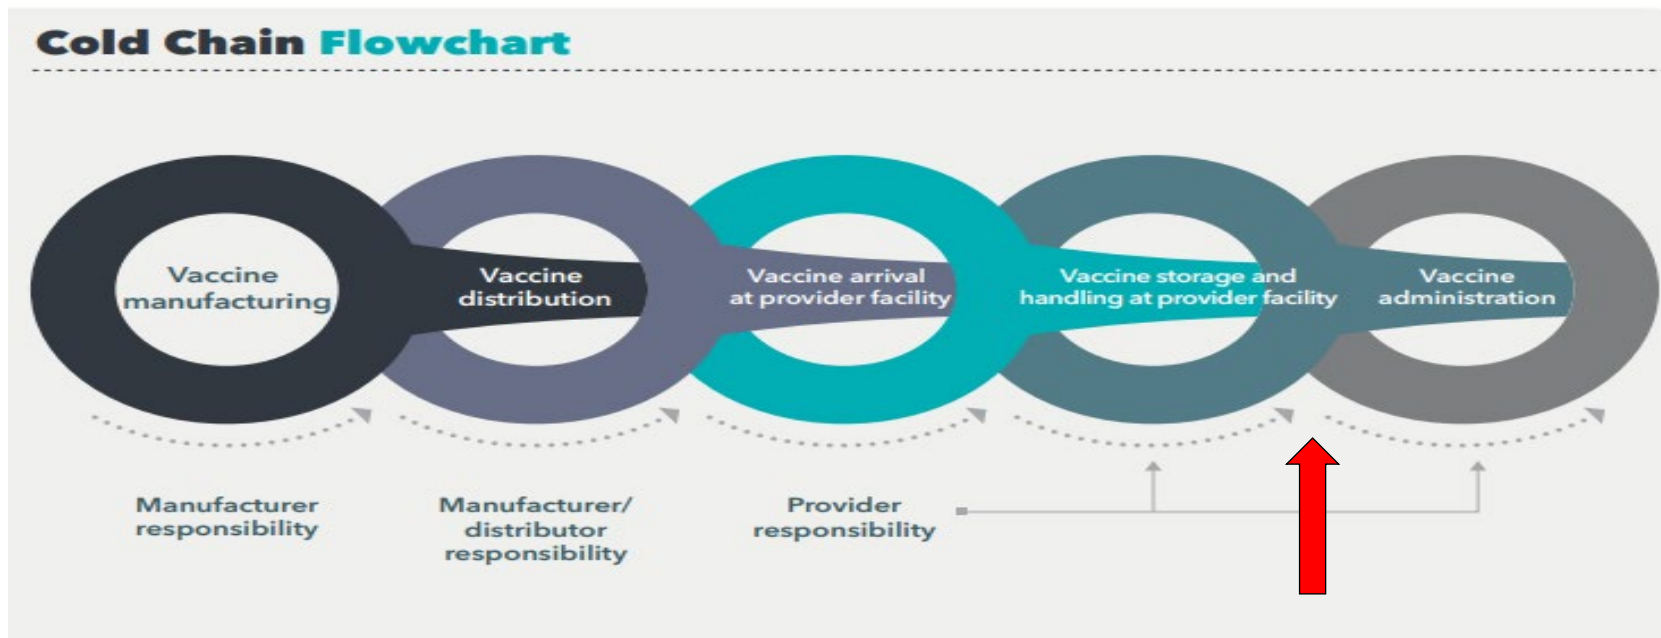 Cold Chain Flowchart
Vaccine
manufacturing
Vaccine
distribution
Vaccine arrival
at provider facility
Vaccine storage and
handling at provider facility
Vaccine
administration
Manufacturer
responsibility
Manufacturer/
distributor
responsibility
Provider
responsibility